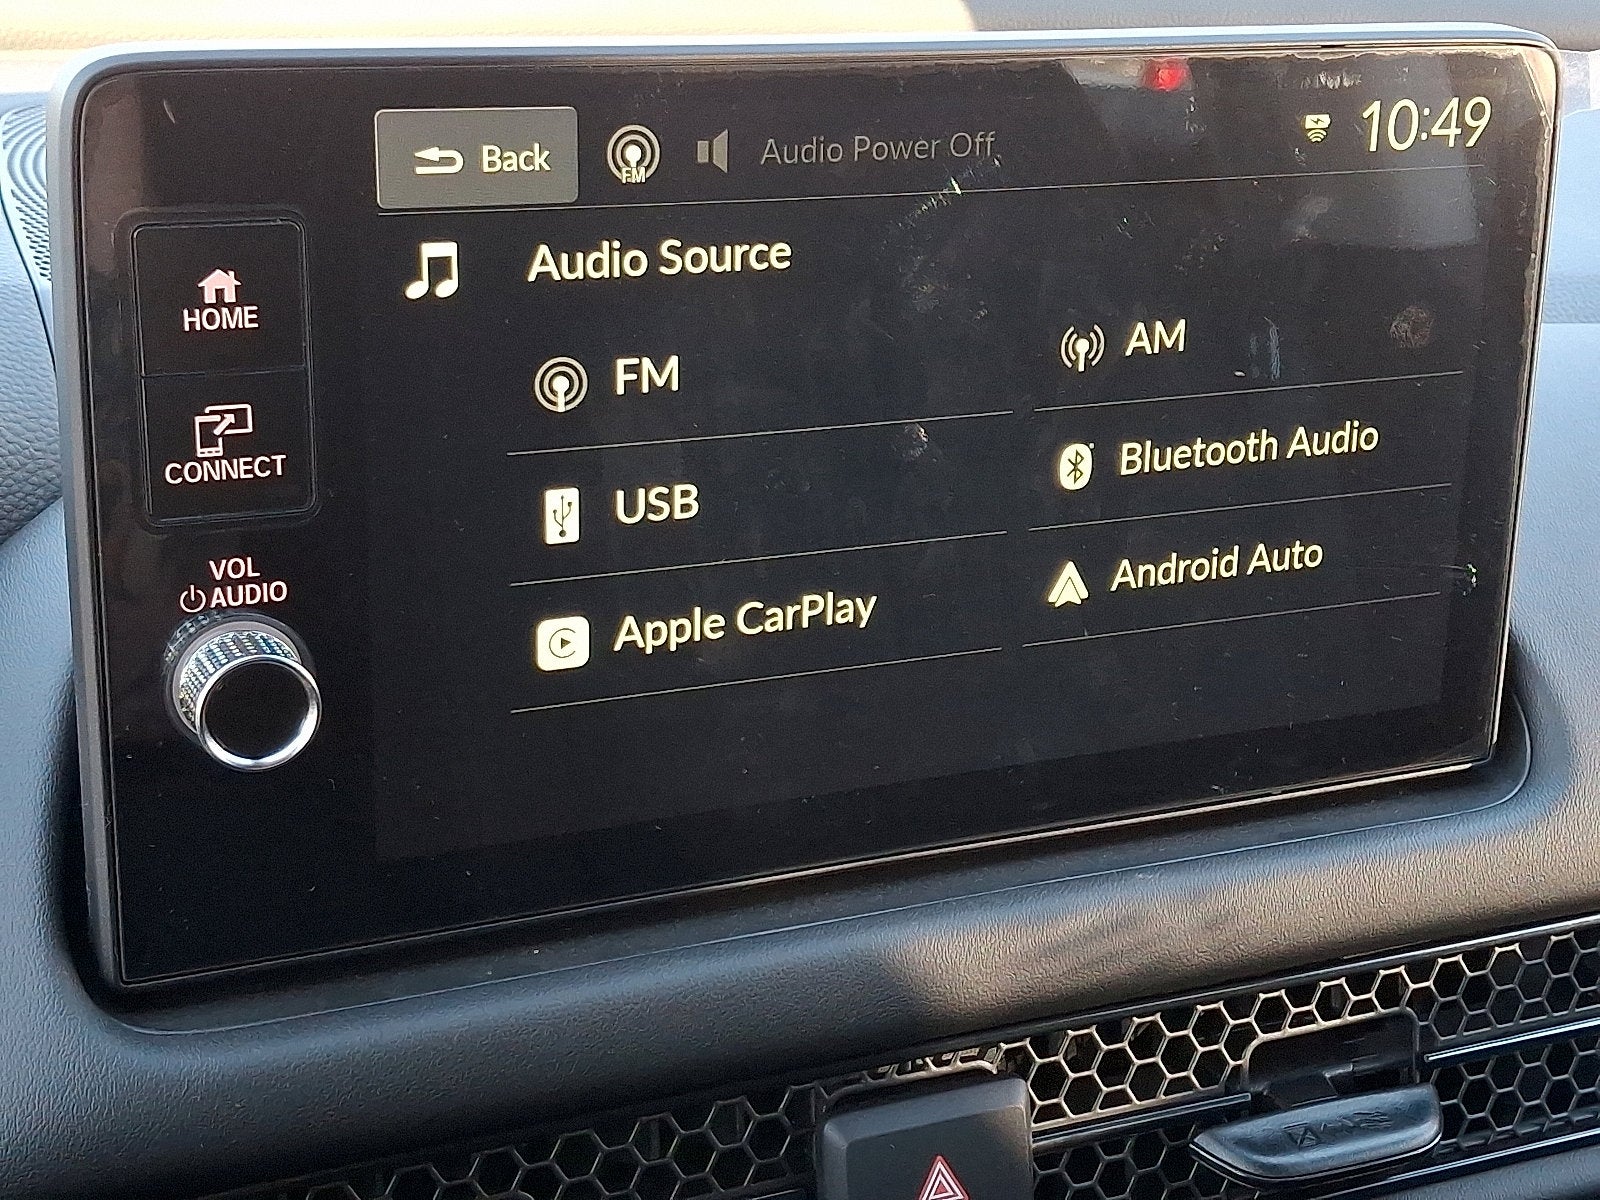 Back
FM
Audio Power Off
10:49
Audio Source
HOME
FM
AM
CONNECT
USB
Bluetooth Audio
VOL
AUDIO
Apple CarPlay
Android Auto